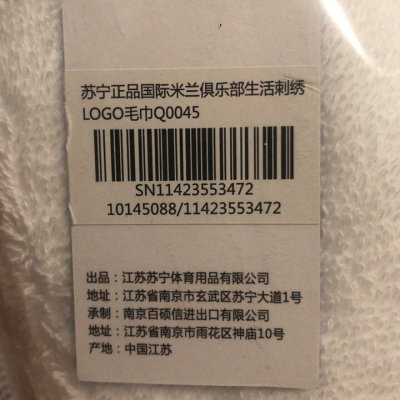 苏宁正品国际米兰俱乐部生活刺绣
LOGO毛巾Q0045
SN11423553472
10145088/11423553472
出品：江苏苏宁体育用品有限公司
地址：江苏省南京市玄武区苏宁大道1号
承制：南京百硕信进出口有限公司
地址：江苏省南京市雨花区神庙10号
产地：中国江苏